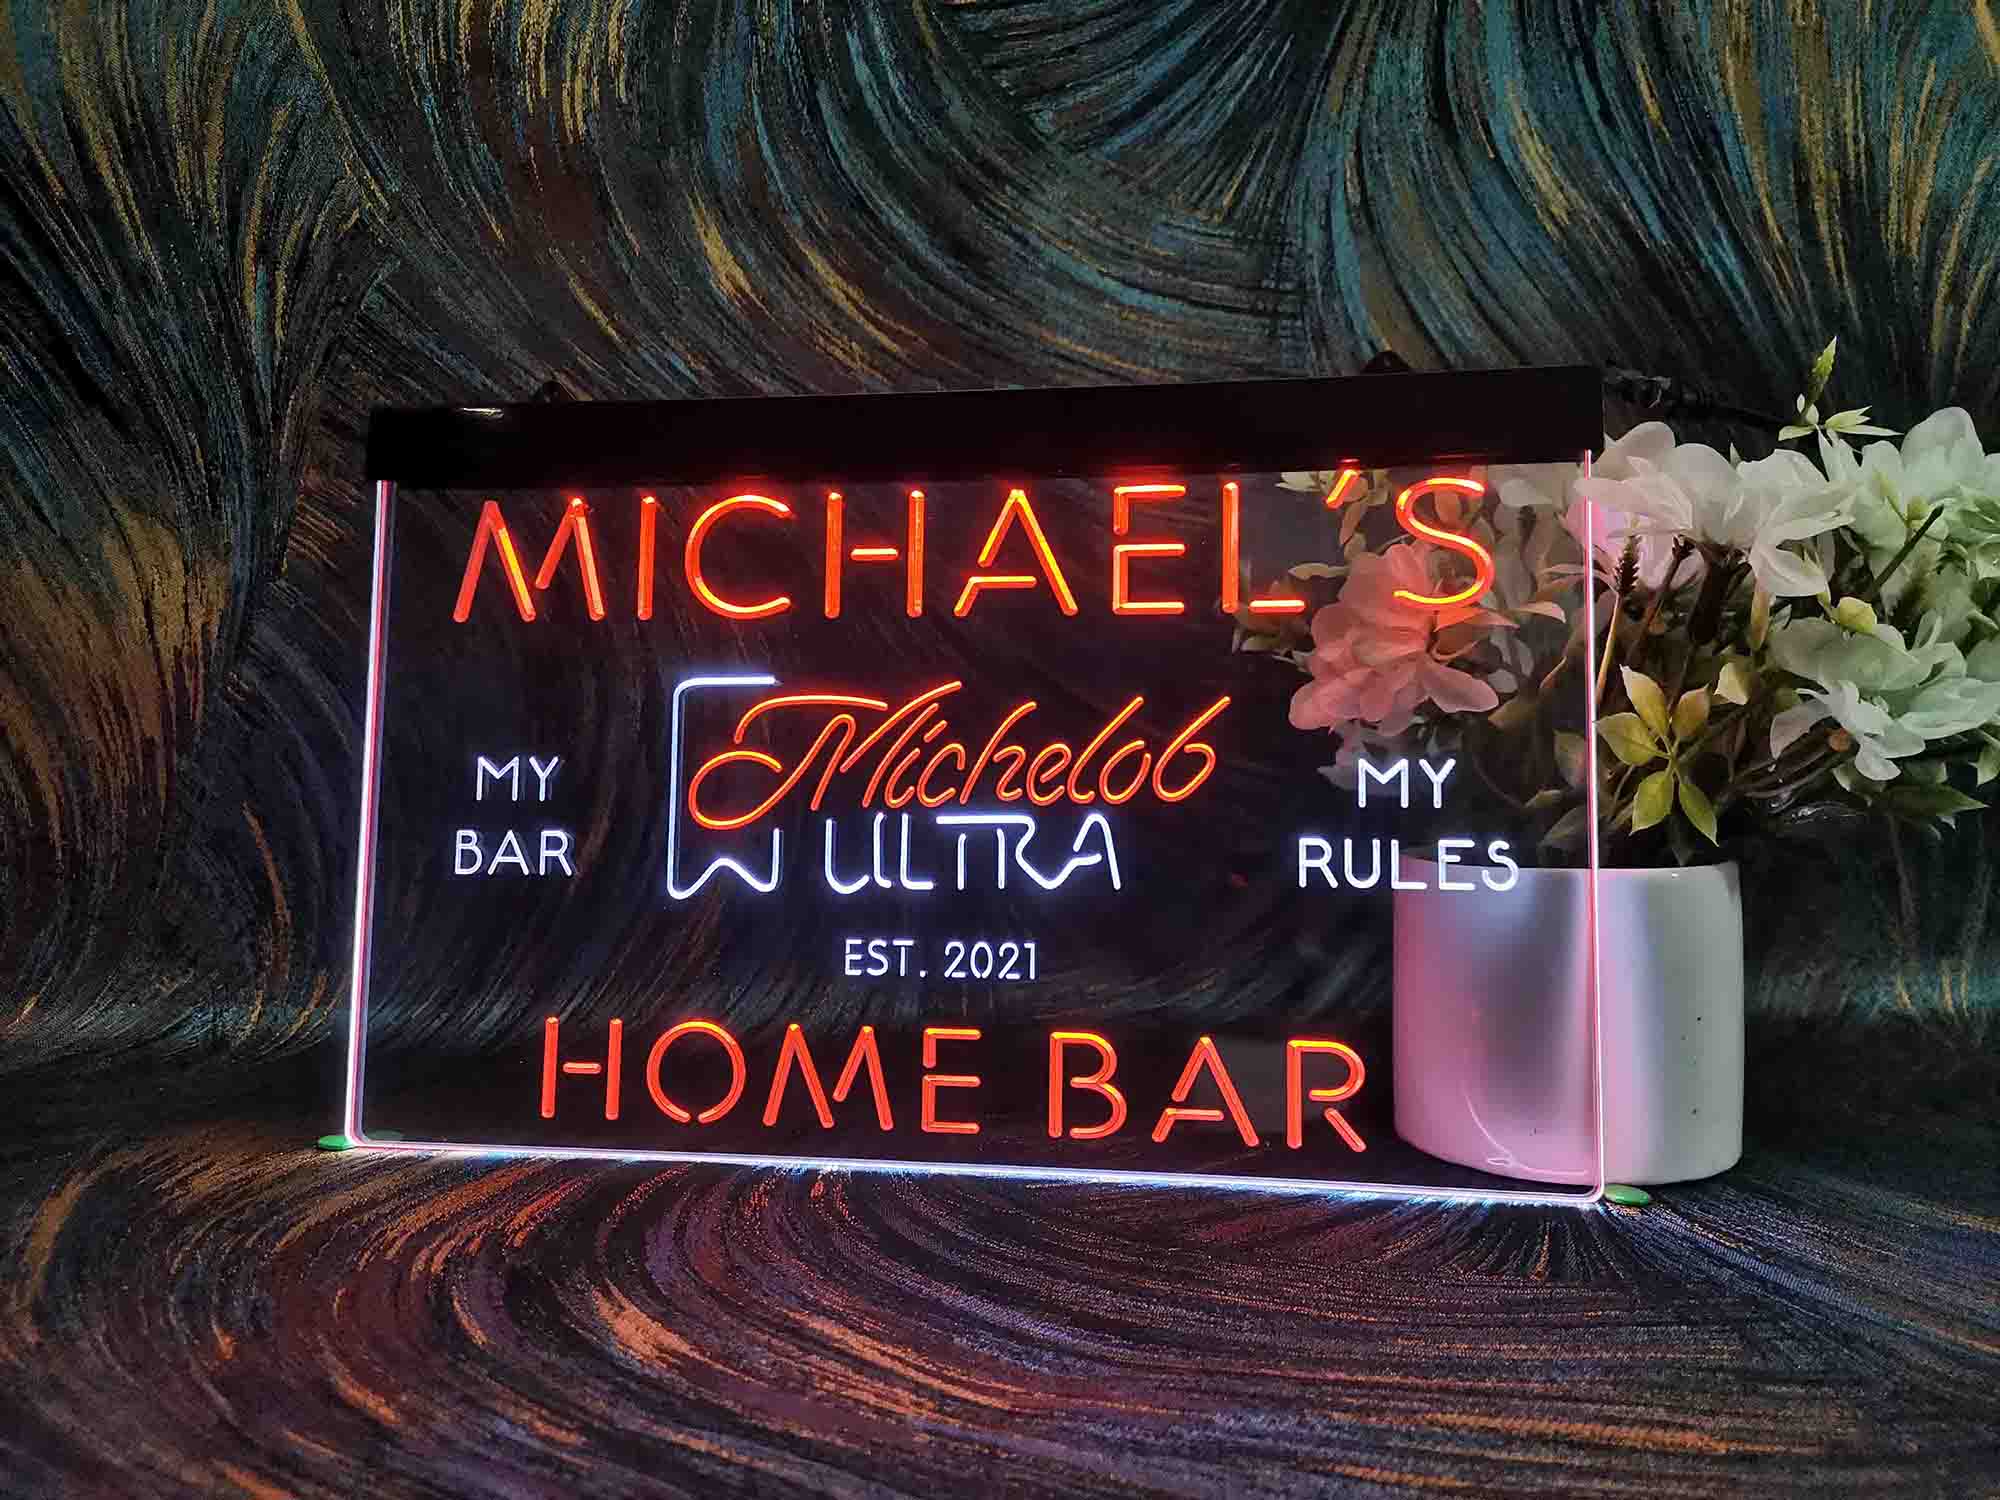 MICHAEL'S
MY BAR
Michelob
ULTRA
MY RULES
EST. 2021
HOME BAR